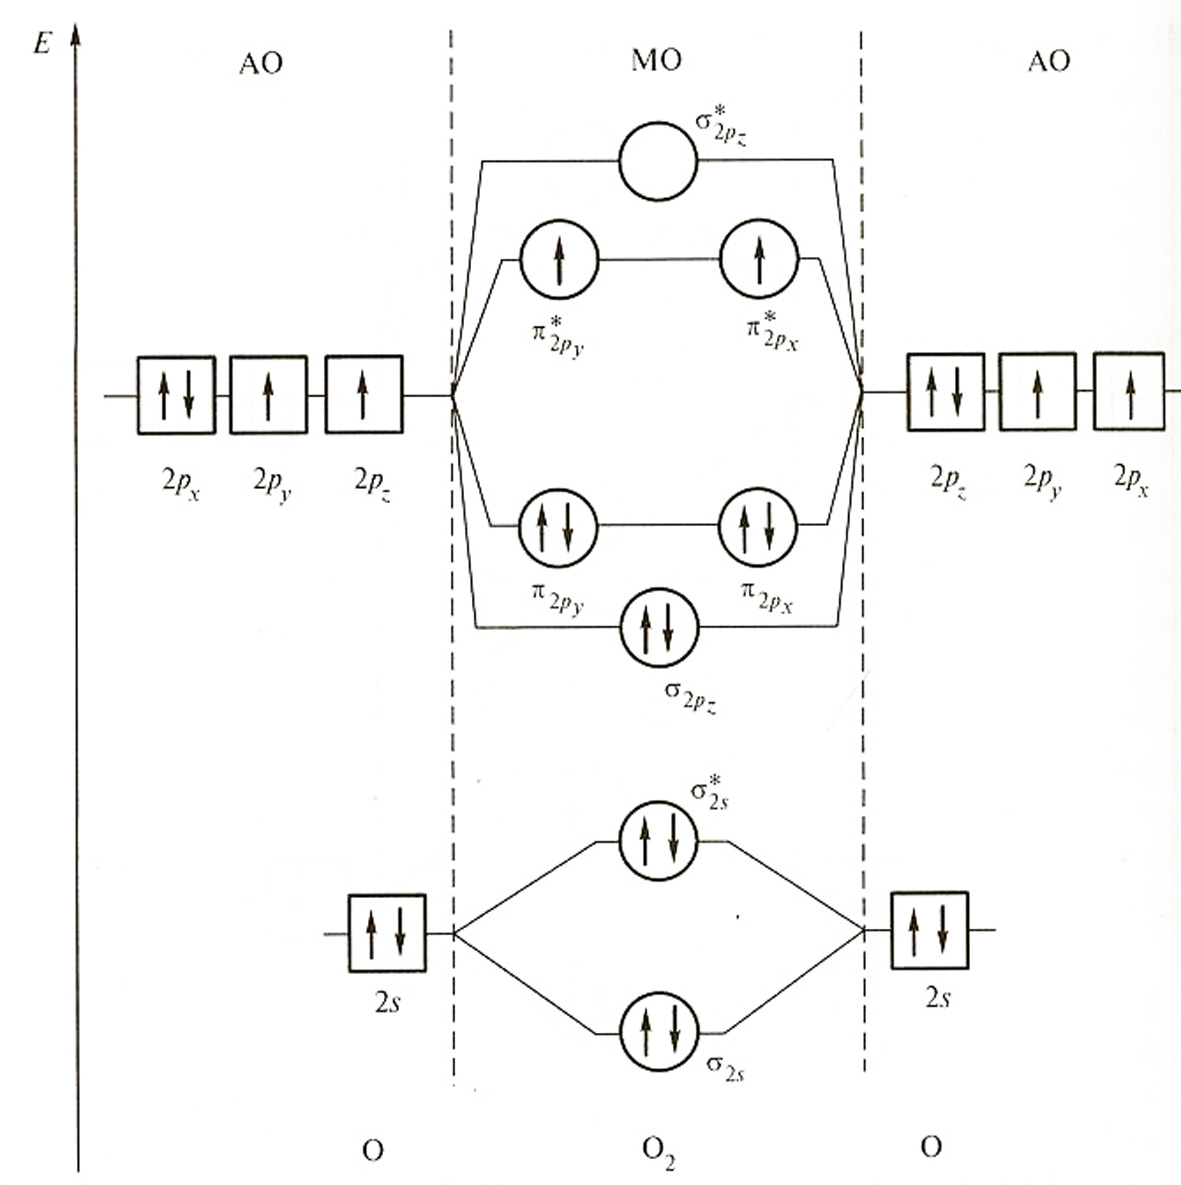 E
AO MO AO
σ*2pz
π*2py π*2px
2px 2py 2pz 2pz 2py 2px
π2py π2px
σ2pz
σ*2s
2s 2s
σ2s
O O2 O